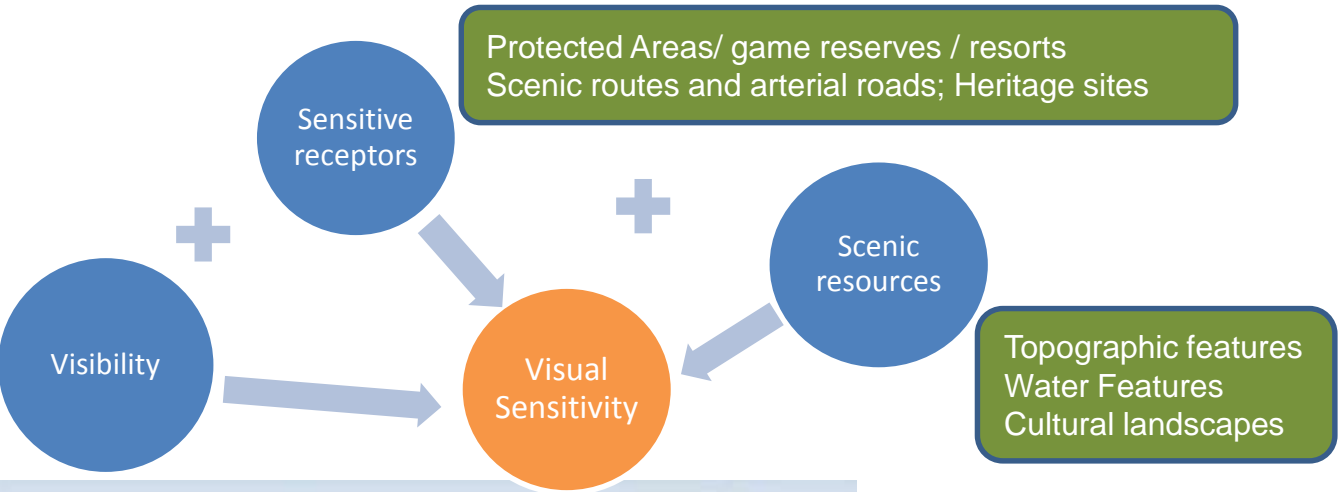 Protected Areas/ game reserves / resorts
Scenic routes and arterial roads; Heritage sites
Sensitive
receptors
Scenic
resources
Visibility
Visual
Sensitivity
Topographic features
Water Features
Cultural landscapes